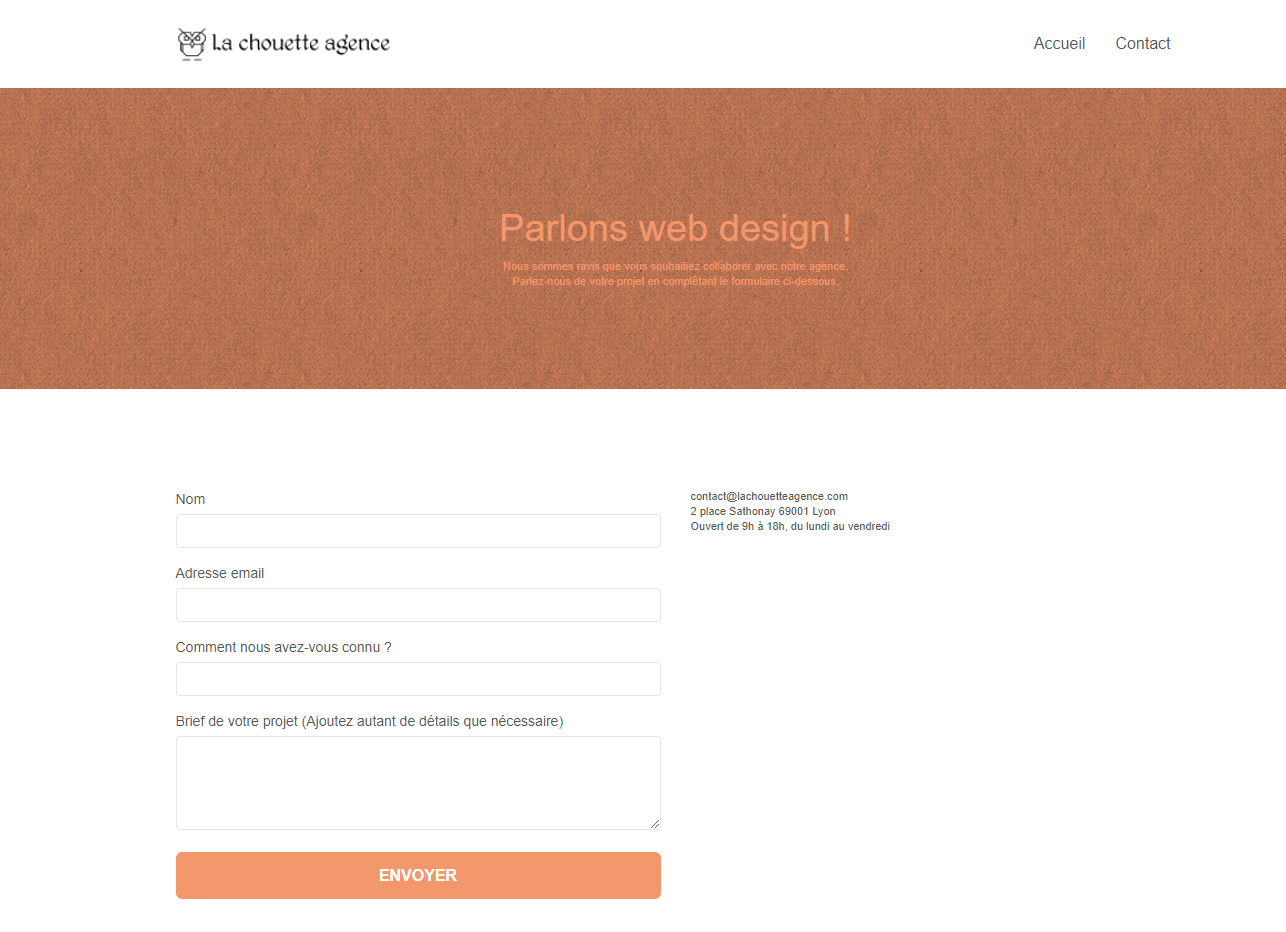 La chouette agence
Accueil
Contact
Parlons web design !
Nous sommes ravis que vous souhaitiez collaborer avec notre agence.
Parlez-nous de votre projet en complétant le formulaire ci-dessous.
Nom
Adresse email
Comment nous avez-vous connu ?
Brief de votre projet (Ajoutez autant de détails que nécessaire)
ENVOYER
contact@lachouetteagence.com
2 place Sathonay 69001 Lyon
Ouvert de 9h à 18h, du lundi au vendredi